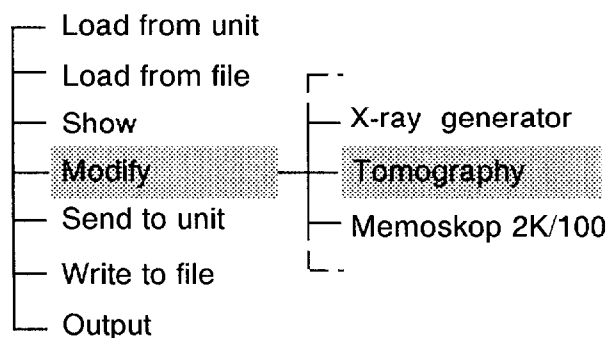 Load from unit
Load from file
Show
X-ray generator
Modify
Tomography
Send to unit
Memoskop 2K/100
Write to file
Output